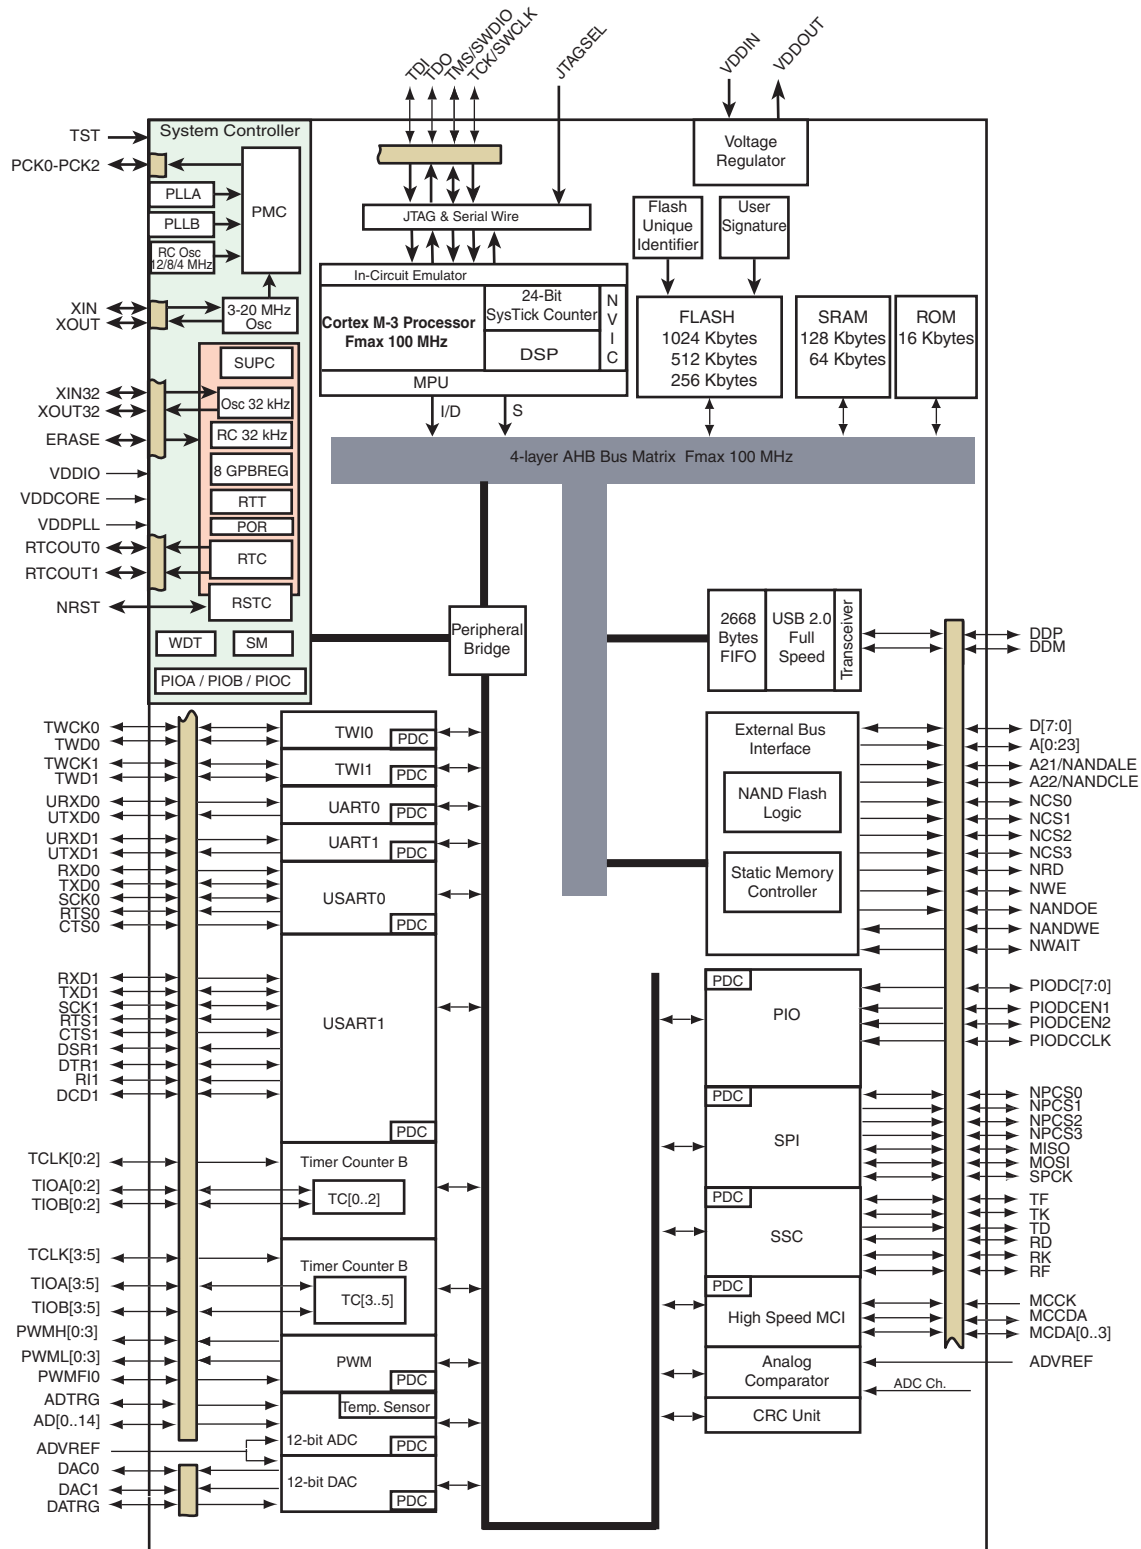 TDI
TDO
TMS/SWDIO
TCK/SWCLK
JTAGSEL
VDDIN
VDDOUT
TST
PCK0-PCK2
XIN
XOUT
XIN32
XOUT32
ERASE
VDDIO
VDDCORE
VDDPLL
RTCOUT0
RTCOUT1
NRST
System Controller
PLLA
PLLB
RC Osc
12/8/4 MHz
PMC
3-20 MHz
Osc
SUPC
Osc 32 kHz
RC 32 kHz
8 GPBREG
RTT
POR
RTC
RSTC
WDT
SM
PIOA / PIOB / PIOC
JTAG & Serial Wire
In-Circuit Emulator
Cortex M-3 Processor
Fmax 100 MHz
24-Bit
SysTick Counter
DSP
N
V
I
C
MPU
I/D
S
Voltage
Regulator
Flash
Unique
Identifier
User
Signature
FLASH
1024 Kbytes
512 Kbytes
256 Kbytes
SRAM
128 Kbytes
64 Kbytes
ROM
16 Kbytes
4-layer AHB Bus Matrix Fmax 100 MHz
Peripheral
Bridge
2668
Bytes
FIFO
USB 2.0
Full
Speed
Transceiver
DDP
DDM
TWCK0
TWD0
TWCK1
TWD1
URXD0
UTXD0
URXD1
UTXD1
RXD0
TXD0
SCK0
RTS0
CTS0
RXD1
TXD1
SCK1
RTS1
CTS1
DSR1
DTR1
RI1
DCD1
TCLK[0:2]
TIOA[0:2]
TIOB[0:2]
TCLK[3:5]
TIOA[3:5]
TIOB[3:5]
PWMH[0:3]
PWML[0:3]
PWMFI0
ADTRG
AD[0..14]
ADVREF
DAC0
DAC1
DATRG
TWI0
PDC
TWI1
PDC
UART0
PDC
UART1
PDC
USART0
PDC
USART1
PDC
Timer Counter B
TC[0..2]
Timer Counter B
TC[3..5]
PWM
PDC
Temp. Sensor
12-bit ADC
PDC
12-bit DAC
PDC
External Bus
Interface
NAND Flash
Logic
Static Memory
Controller
D[7:0]
A[0:23]
A21/NANDALE
A22/NANDCLE
NCS0
NCS1
NCS2
NCS3
NRD
NWE
NANDOE
NANDWE
NWAIT
PDC
PIO
PIODC[7:0]
PIODCEN1
PIODCEN2
PIODCCLK
PDC
SPI
NPCS0
NPCS1
NPCS2
NPCS3
MISO
MOSI
SPCK
PDC
SSC
TF
TK
TD
RD
RK
RF
PDC
High Speed MCI
MCCK
MCCDA
MCDA[0..3]
Analog
Comparator
ADVREF
ADC Ch.
CRC Unit